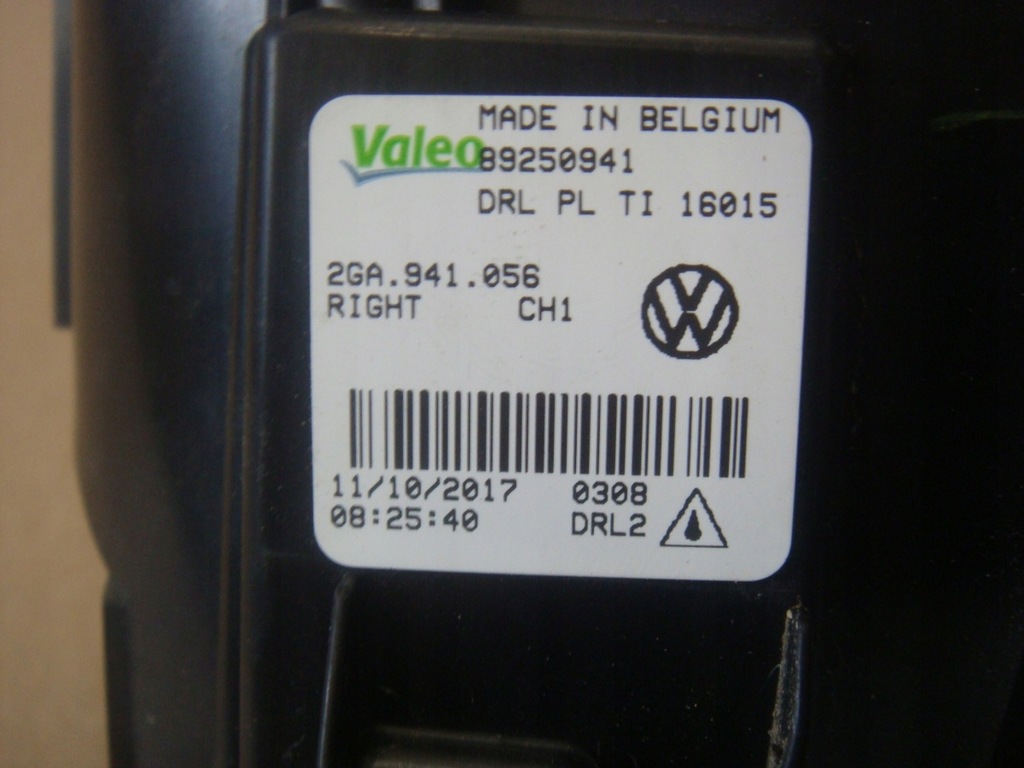 MADE IN BELGIUM
Valeo 89250941
DRL PL TI 16015
2GA.941.056
RIGHT CH1
11/10/2017 0308
08:25:40 DRL2